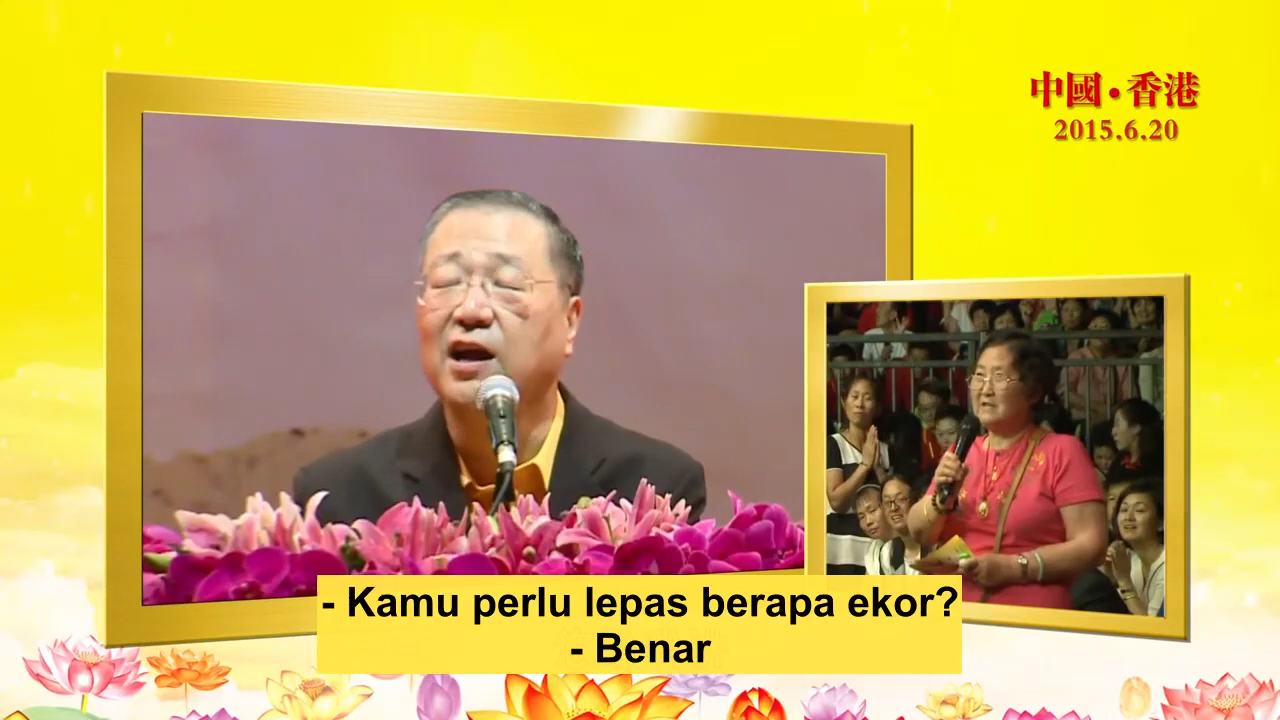 中國•香港
2015.6.20
- Kamu perlu lepas berapa ekor?
- Benar